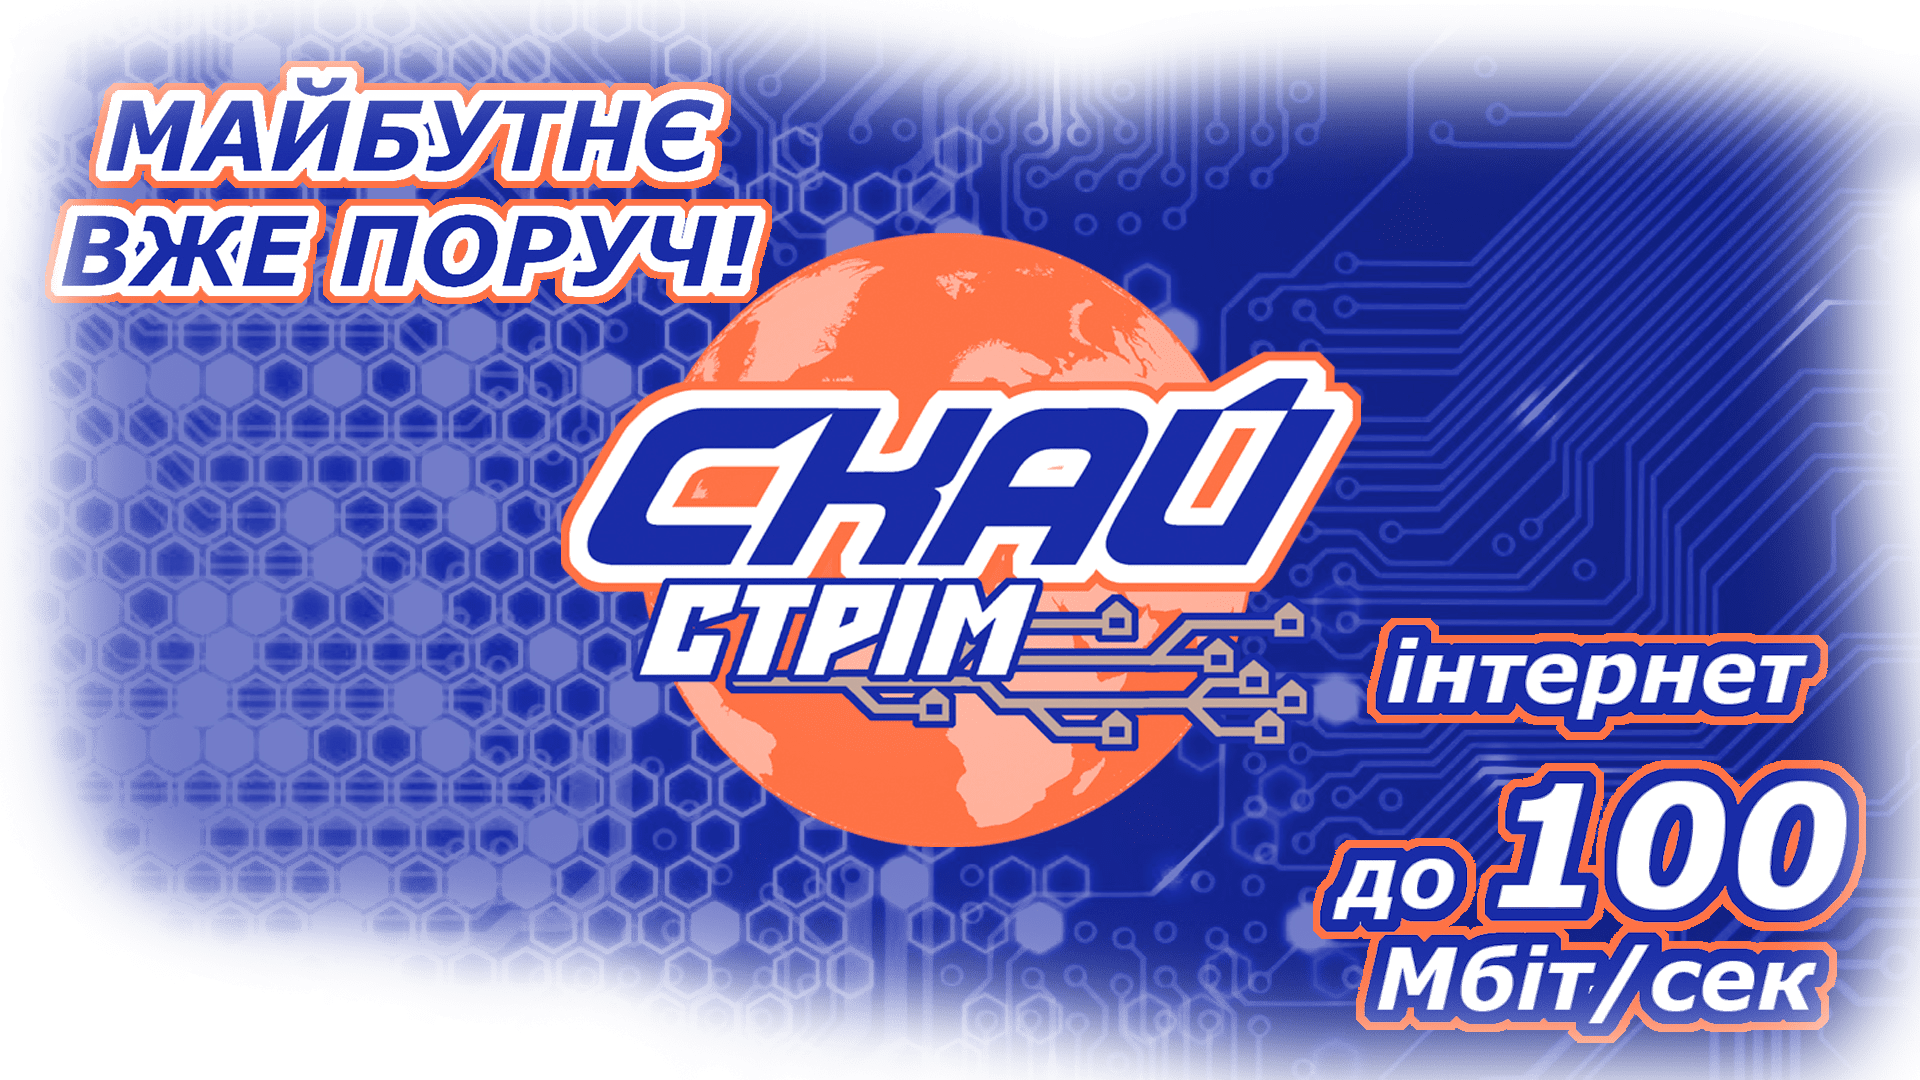 МАЙБУТНЄ
ВЖЕ ПОРУЧ!
СКАЙ
СТРІМ
інтернет
до 100
Мбіт/сек